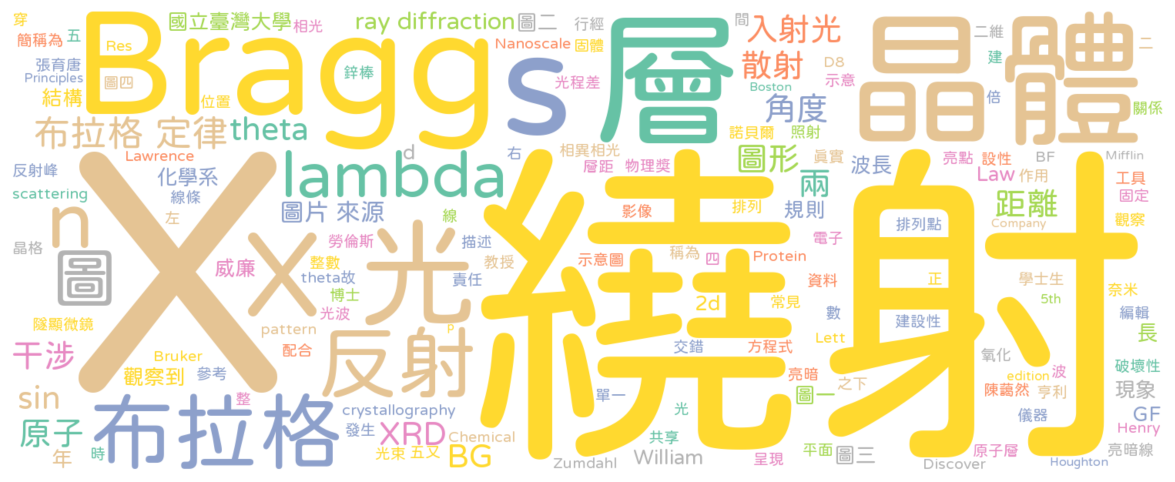 穿
國立臺灣大學
相光
ray diffraction
圖二
行經
間
入射光
二維
晶體
二
簡稱為
五
Res
Braggs
Nanoscale
固體
層
散射
D8
示意
建
張育唐
Principles
圖四
鋅棒
光程差
Boston
倍
結構
位置
角度
關係
布拉格 定律
theta
d
右
相異相光
圖形
諾貝爾
照射
真實
反射峰
Lawrence
lambda
層距
物理獎
兩
波長
亮點
設性
BF
Mifflin
scattering
化學系
線條
Law
作用
工具
固定
n
左
圖片 來源
線
繞射
影像
排列
規則
距離
晶格
圖
X
X
光
勞倫斯
描述
稱為
四
電子
排列點
Company
觀察
威廉
整數
theta故
責任
教授
示意圖
Protein
資料
正
學士生
奈米
隧顯微鏡
博士
光波
2d
常見
數
建設性
5th
編輯
干涉
pattern
反射
p
交錯
方程式
Lett
長
Bruker
配合
觀察到
參考
亮暗
之下
氧化
波
破壞性
sin
整
單一
圖一
陳藹然
edition
亨利
現象
原子
布拉格
crystallography
光
儀器
GF
年
時
發生
XRD
Chemical
共享
平面
原子層
Henry
光束
五文
BG
Zumdahl
William
呈現
圖三
Discover
Houghton
亮暗線